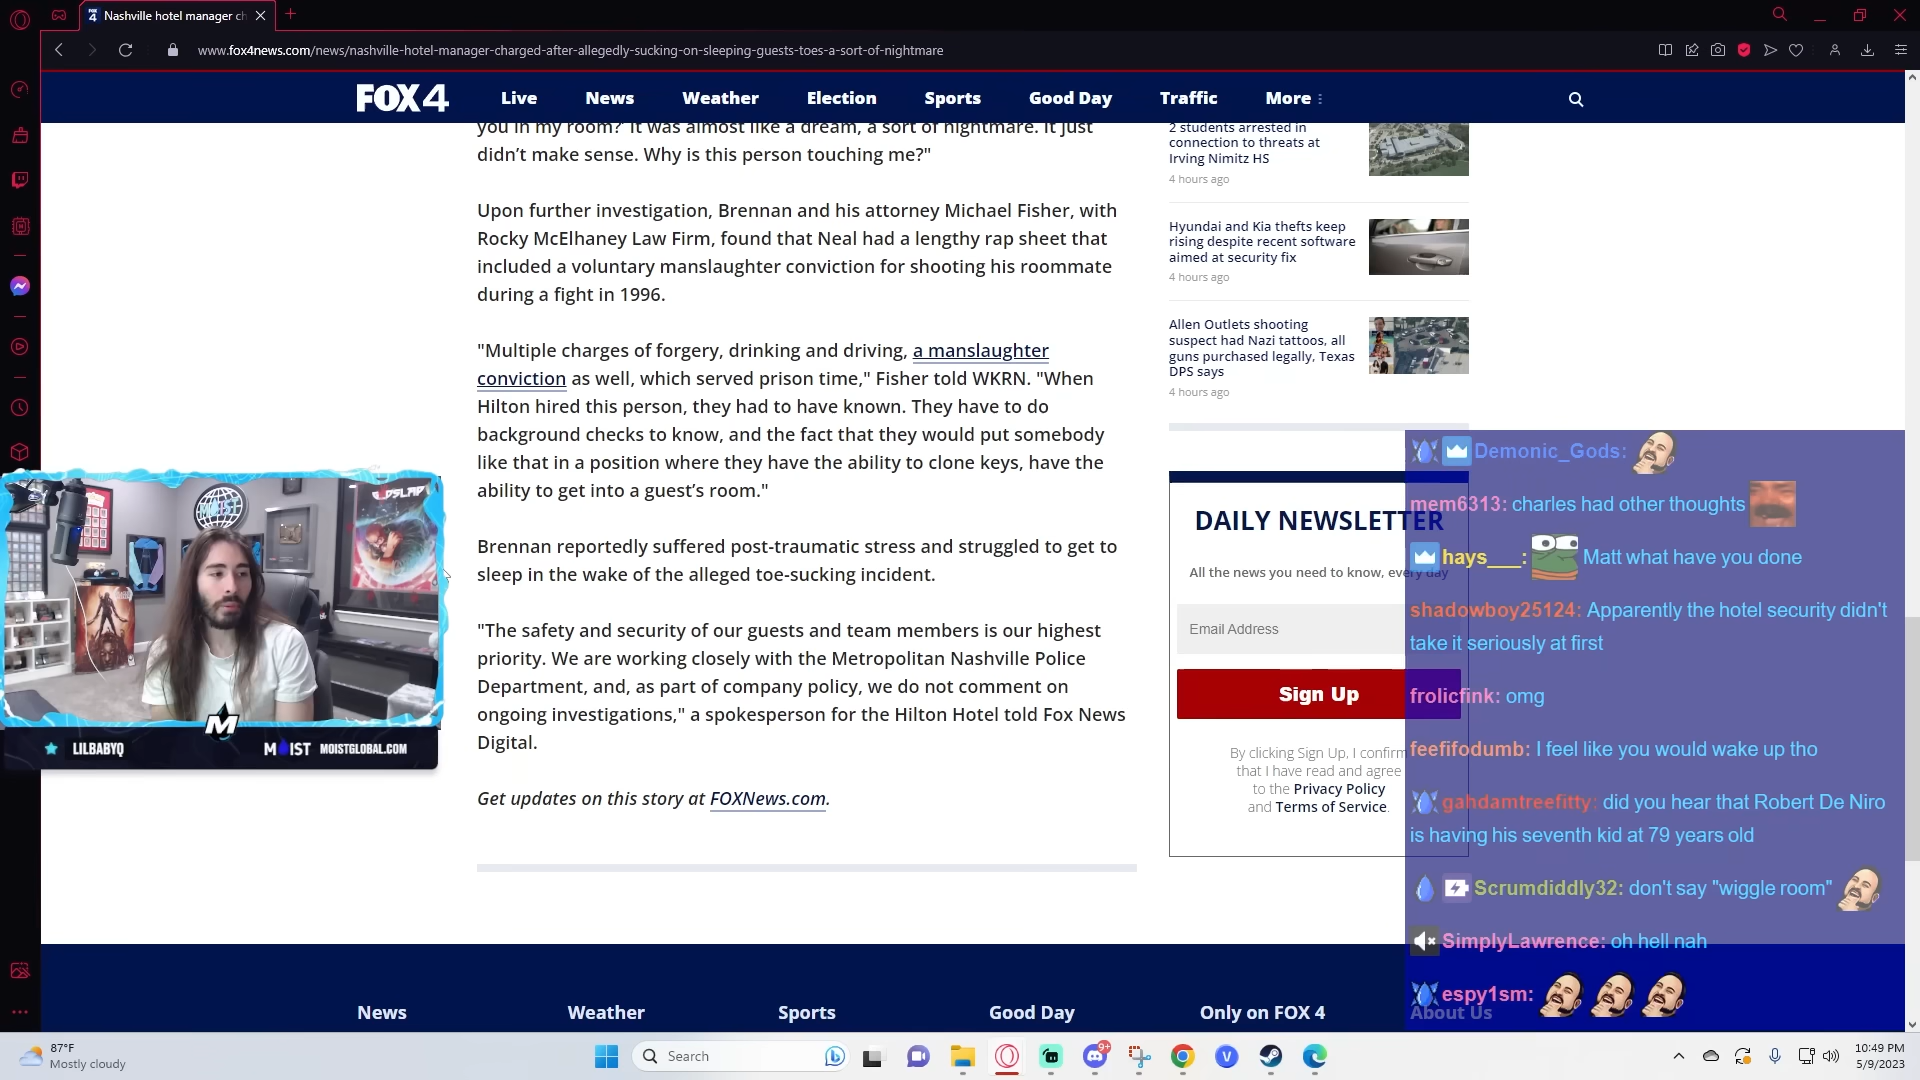 Nashville hotel manager ch
www.fox4news.com/news/nashville-hotel-manager-charged-after-allegedly-sucking-on-sleeping-guests-toes-a-sort-of-nightmare
FOX 4
Live
News
Weather
Election
Sports
Good Day
Traffic
More
you in my room?' It was almost like a dream, a sort of nightmare. It just
didn't make sense. Why is this person touching me?"
Upon further investigation, Brennan and his attorney Michael Fisher, with
Rocky McElhaney Law Firm, found that Neal had a lengthy rap sheet that
included a voluntary manslaughter conviction for shooting his roommate
during a fight in 1996.
"Multiple charges of forgery, drinking and driving, a manslaughter
conviction as well, which served prison time," Fisher told WKRN. "When
Hilton hired this person, they had to have known. They have to do
background checks to know, and the fact that they would put somebody
like that in a position where they have the ability to clone keys, have the
ability to get into a guest's room."
Brennan reportedly suffered post-traumatic stress and struggled to get to
sleep in the wake of the alleged toe-sucking incident.
"The safety and security of our guests and team members is our highest
priority. We are working closely with the Metropolitan Nashville Police
Department, and, as part of company policy, we do not comment on
ongoing investigations," a spokesperson for the Hilton Hotel told Fox News
Digital.
Get updates on this story at FOXNews.com.
2 students arrested in
connection to threats at
Irving Nimitz HS
4 hours ago
Hyundai and Kia thefts keep
rising despite recent software
aimed at security fix
4 hours ago
Allen Outlets shooting
suspect had Nazi tattoos, all
guns purchased legally, Texas
DPS says
4 hours ago
DAILY NEWSLETTER
All the news you need to know, every day
Email Address
Sign Up
By clicking Sign Up, I confirm
that I have read and agree
to the Privacy Policy
and Terms of Service.
Demonic_Gods:
mem6313: charles had other thoughts
hays___: Matt what have you done
shadowboy25124: Apparently the hotel security didn't
take it seriously at first
frolicfink: omg
feefifodumb: I feel like you would wake up tho
gahdamtreefitty: did you hear that Robert De Niro
is having his seventh kid at 79 years old
Scrumdiddly32: don't say "wiggle room"
SimplyLawrence: oh hell nah
espy1sm:
MOIST
M
LILBABYQ
MOIST
MOISTGLOBAL.COM
News
Weather
Sports
Good Day
Only on FOX 4
About Us
87°F
Mostly cloudy
Search
9+
10:49 PM
5/9/2023